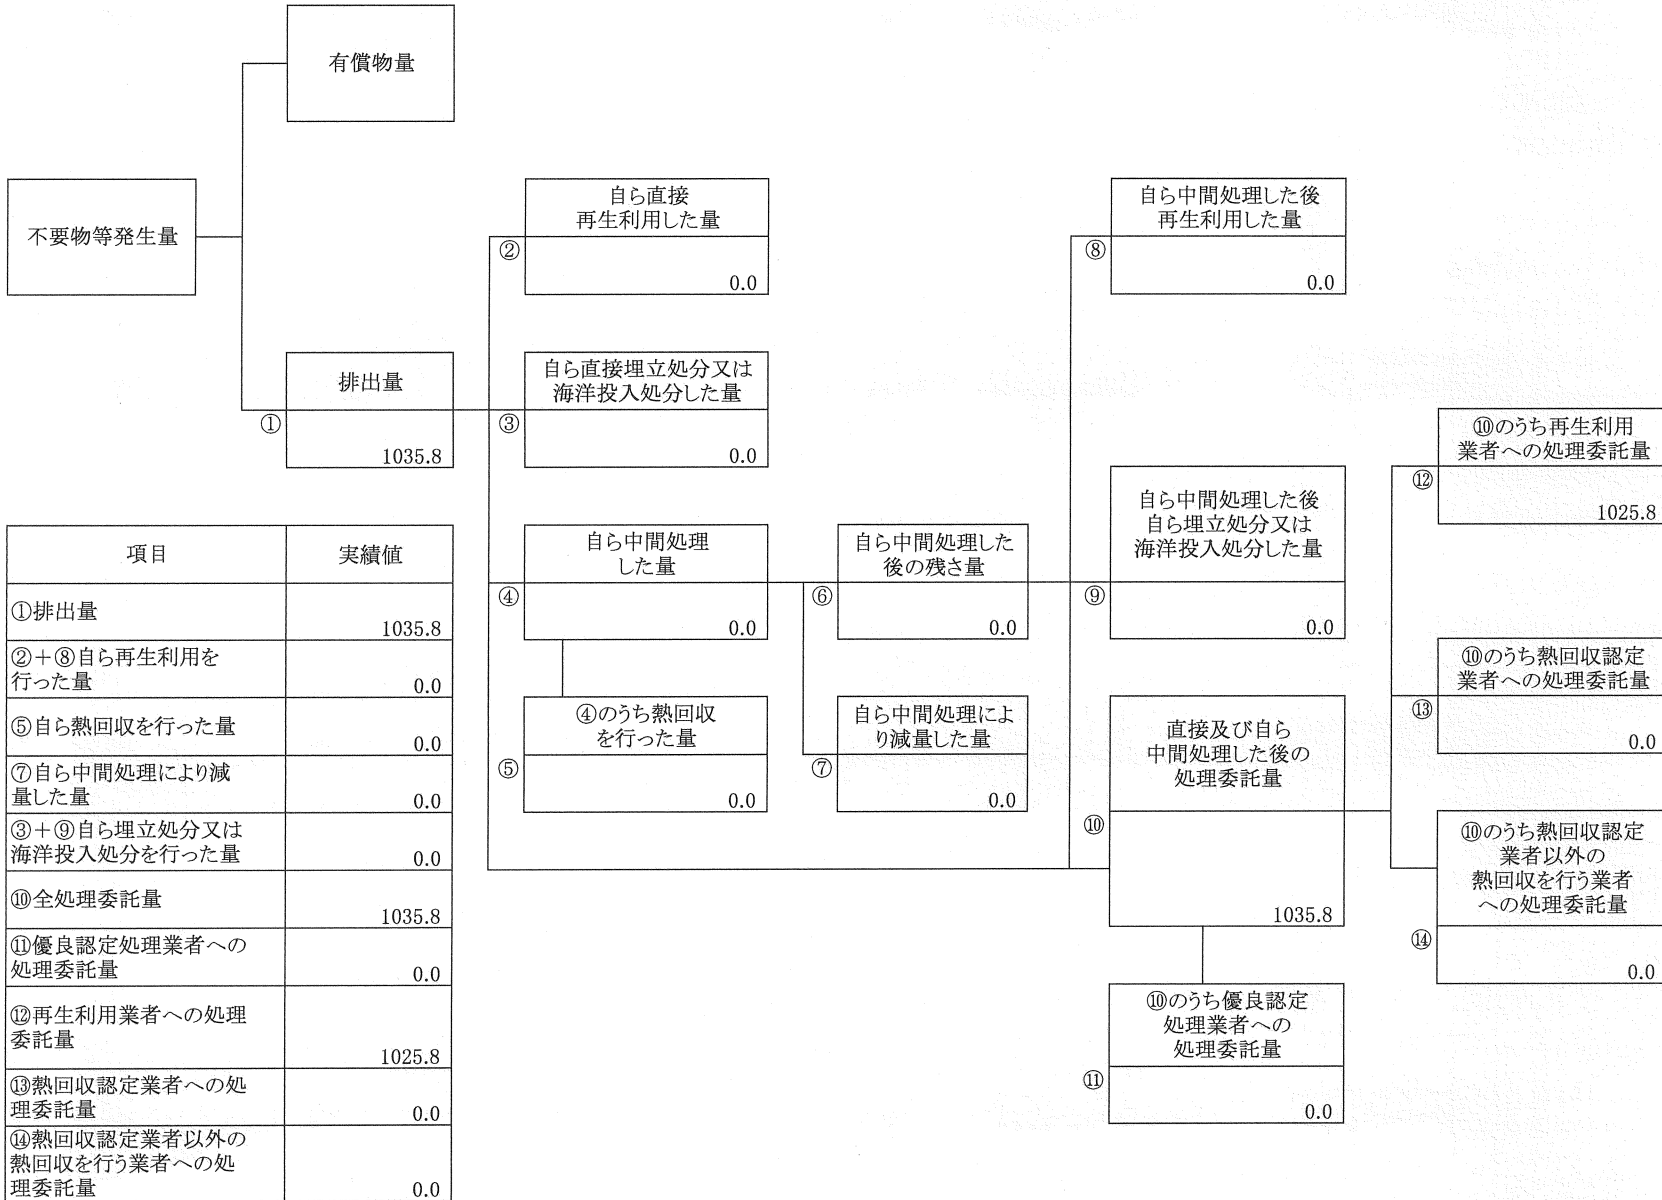 有償物量
不要物等発生量
排出量
①
1035.8
自ら直接
再生利用した量
②
0.0
自ら直接埋立処分又は
海洋投入処分した量
③
0.0
自ら中間処理
した量
④
0.0
④のうち熱回収
を行った量
⑤
0.0
自ら中間処理した
後の残さ量
⑥
0.0
自ら中間処理によ
り減量した量
⑦
0.0
自ら中間処理した後
再生利用した量
⑧
0.0
自ら中間処理した後
自ら埋立処分又は
海洋投入処分した量
⑨
0.0
直接及び自ら
中間処理した後の
処理委託量
⑩
1035.8
⑩のうち優良認定
処理業者への
処理委託量
⑪
0.0
⑩のうち再生利用
業者への処理委託量
⑫
1025.8
⑩のうち熱回収認定
業者への処理委託量
⑬
0.0
⑩のうち熱回収認定
業者以外の
熱回収を行う業者
への処理委託量
⑭
0.0
項目 実績値
①排出量
1035.8
②＋⑧自ら再生利用を
行った量
0.0
⑤自ら熱回収を行った量
0.0
⑦自ら中間処理により減
量した量
0.0
③＋⑨自ら埋立処分又は
海洋投入処分を行った量
0.0
⑩全処理委託量
1035.8
⑪優良認定処理業者への
処理委託量
0.0
⑫再生利用業者への処理
委託量
1025.8
⑬熱回収認定業者への処
理委託量
0.0
⑭熱回収認定業者以外の
熱回収を行う業者への処
理委託量
0.0